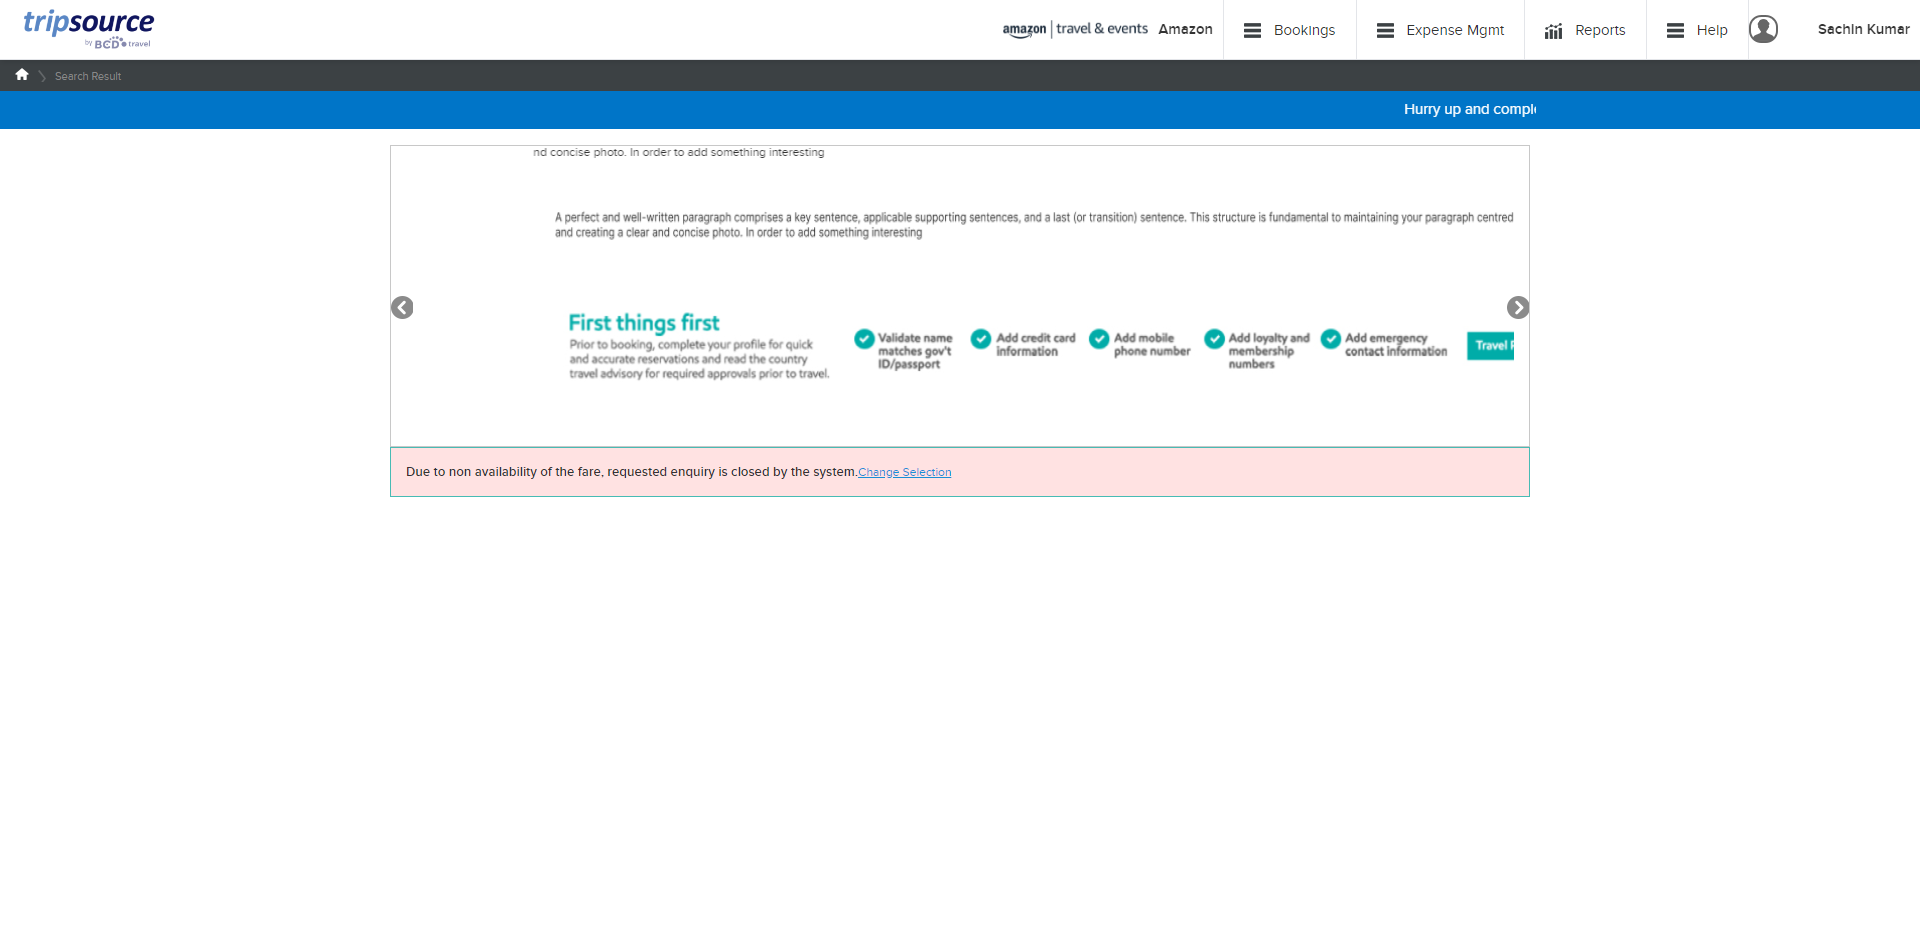 tripsource
by BCD travel
amazon | travel & events Amazon
Bookings
Expense Mgmt
Reports
Help
Sachin Kumar
Search Result
Hurry up and comple
nd concise photo. In order to add something interesting
A perfect and well-written paragraph comprises a key sentence, applicable supporting sentences, and a last (or transition) sentence. This structure is fundamental to maintaining your paragraph centred
and creating a clear and concise photo. In order to add something interesting
First things first
Prior to booking, complete your profile for quick
and accurate reservations and read the country
travel advisory for required approvals prior to travel.
Validate name
matches gov't
ID/passport
Add credit card
information
Add mobile
phone number
Add loyalty and
membership
numbers
Add emergency
contact information
Travel
Due to non availability of the fare, requested enquiry is closed by the system.Change Selection